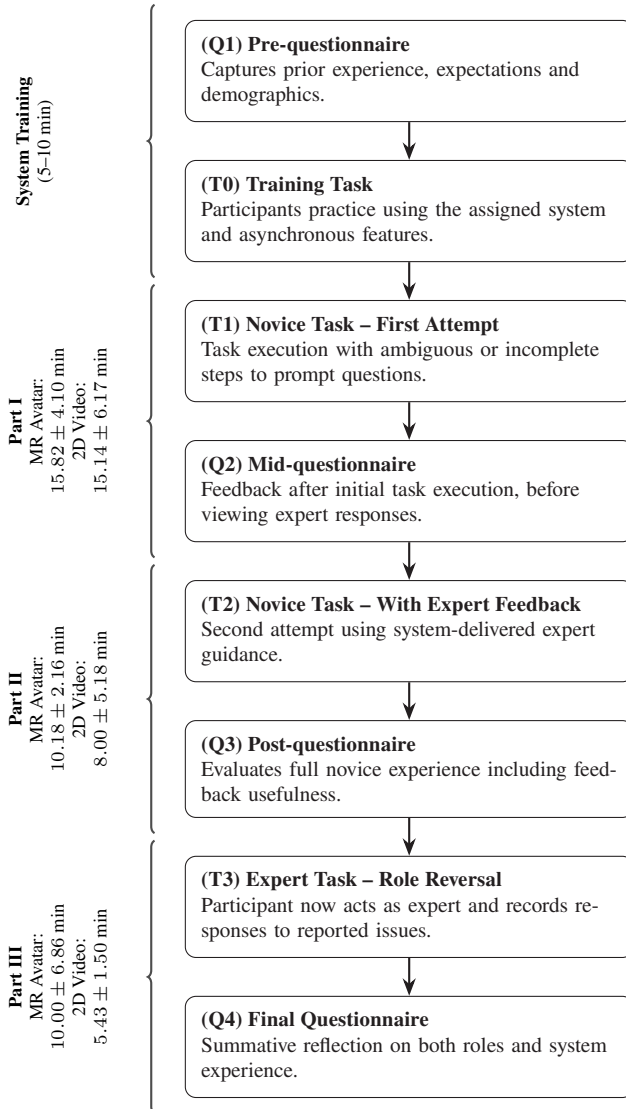 System Training
(5–10 min)
(Q1) Pre-questionnaire
Captures prior experience, expectations and
demographics.
(T0) Training Task
Participants practice using the assigned system
and asynchronous features.
Part I
MR Avatar:
15.82 ± 4.10 min
2D Video:
15.14 ± 6.17 min
(T1) Novice Task – First Attempt
Task execution with ambiguous or incomplete
steps to prompt questions.
(Q2) Mid-questionnaire
Feedback after initial task execution, before
viewing expert responses.
Part II
MR Avatar:
10.18 ± 2.16 min
2D Video:
8.00 ± 5.18 min
(T2) Novice Task – With Expert Feedback
Second attempt using system-delivered expert
guidance.
(Q3) Post-questionnaire
Evaluates full novice experience including feed-
back usefulness.
Part III
MR Avatar:
10.00 ± 6.86 min
2D Video:
5.43 ± 1.50 min
(T3) Expert Task – Role Reversal
Participant now acts as expert and records re-
sponses to reported issues.
(Q4) Final Questionnaire
Summative reflection on both roles and system
experience.